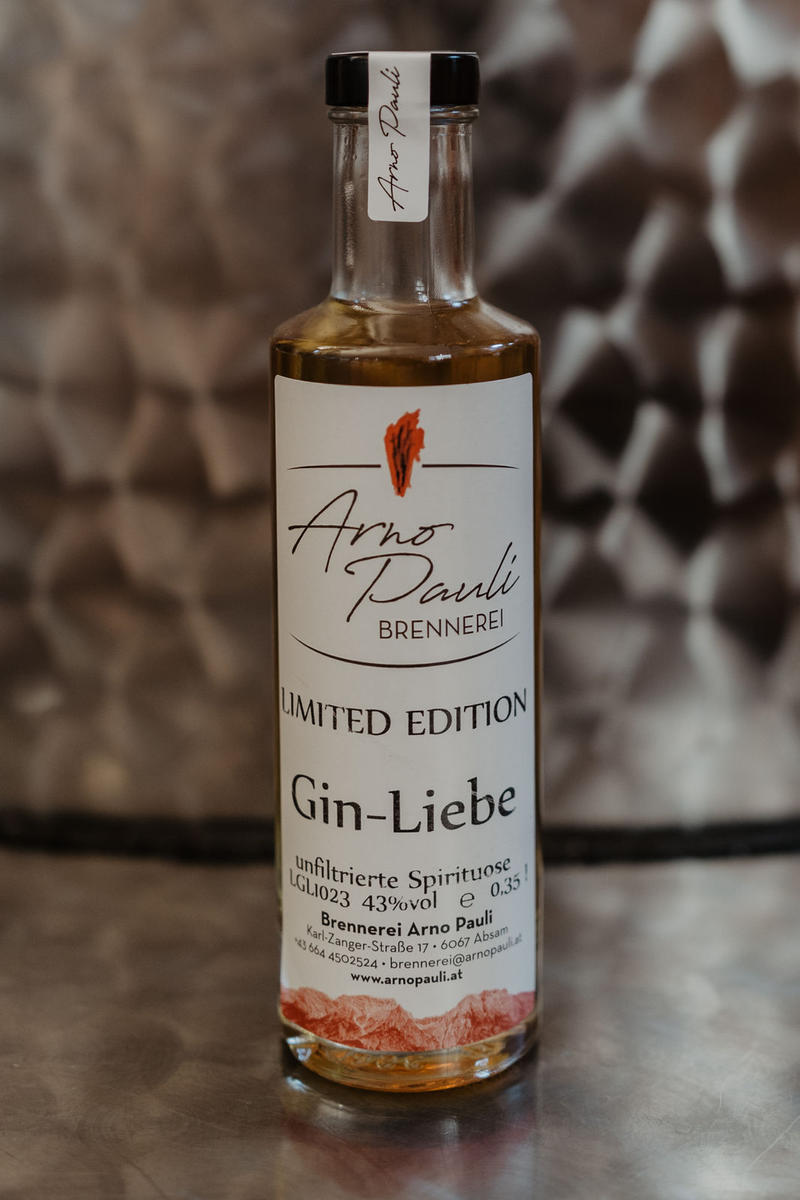 Arno Pauli
Arno
Pauli
BRENNEREI
LIMITED EDITION
Gin-Liebe
unfiltrierte Spirituose
LGL1023 43%vol e 0,35 l
Brennerei Arno Pauli
Karl-Zanger-Straße 17 • 6067 Absam
+43 664 4502524 • brennerei@arnopauli.at
www.arnopauli.at